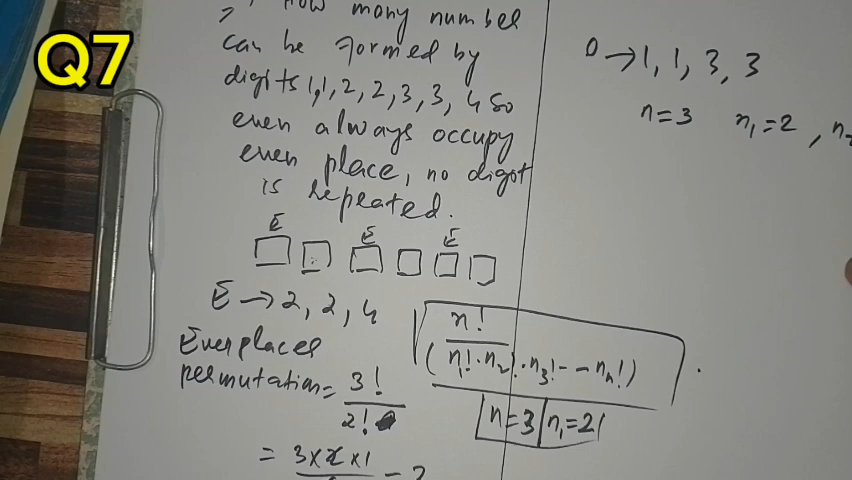 Q7
how many number
can be formed by
digits 1,1,2,2,3,3,4 so
even always occupy
even place, no digit
is repeated.
E E E
E → 2, 2, 4
Even places
permutation = 3!
2!
= 3×2×1
n!
(n1!·n2!·n3!--nn!)
n=3 n1=2
O → 1, 1, 3, 3
n=3 n1=2,